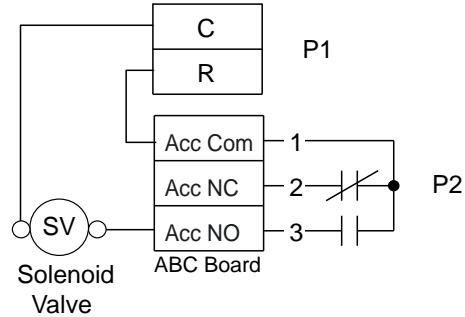 C
P1
R
Acc Com 1
Acc NC 2
P2
SV
Acc NO 3
ABC Board
Solenoid
Valve